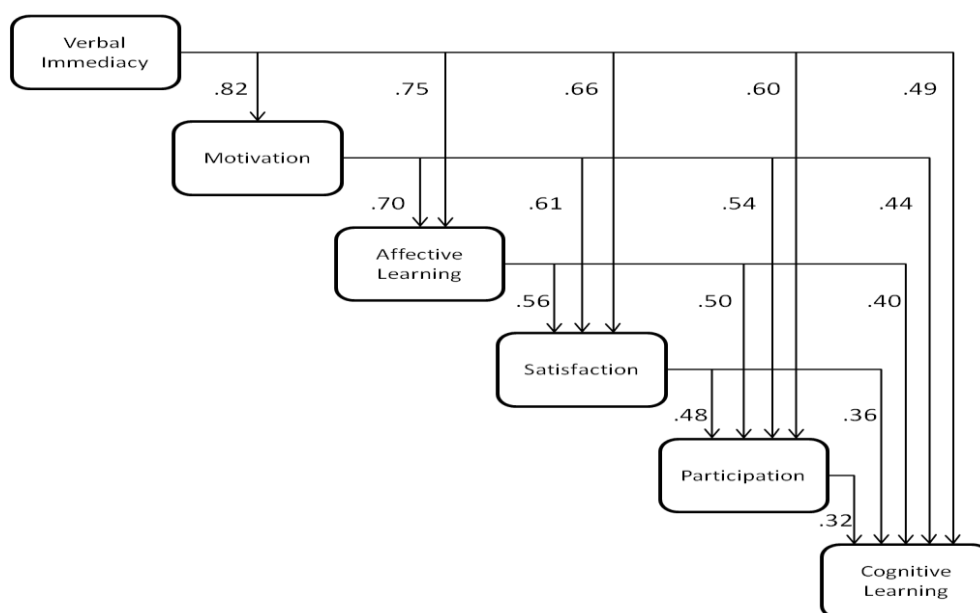 Verbal
Immediacy
.82
.75
.66
.60
.49
Motivation
.70
.61
.54
.44
Affective
Learning
.56
.50
.40
Satisfaction
.48
.36
Participation
.32
Cognitive
Learning